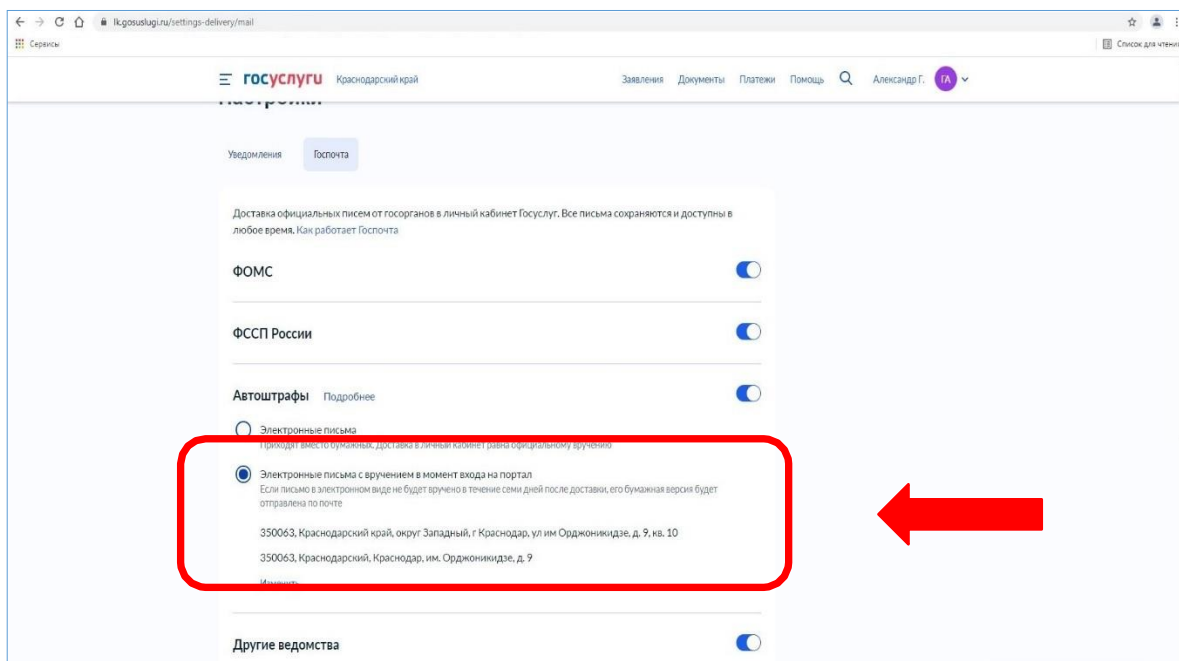 lk.gosuslugi.ru/settings-delivery/mail
Сервисы
Список для чтения
госуслуги Краснодарский край Заявления Документы Платежи Помощь Александр Г. ГА
Настройки
Уведомления Госпочта
Доставка официальных писем от госорганов в личный кабинет Госуслуг. Все письма сохраняются и доступны в
любое время. Как работает Госпочта
ФОМС
ФССП России
Автоштрафы Подробнее
Электронные письма
Приходят вместо бумажных. Доставка в личный кабинет равна официальному вручению
Электронные письма с вручением в момент входа на портал
Если письмо в электронном виде не будет вручено в течение семи дней после доставки, его бумажная версия будет
отправлена по почте
350063, Краснодарский край, округ Западный, г Краснодар, ул им Орджоникидзе, д. 9, кв. 10
350063, Краснодарский, Краснодар, им. Орджоникидзе, д. 9
Изменить
Другие ведомства